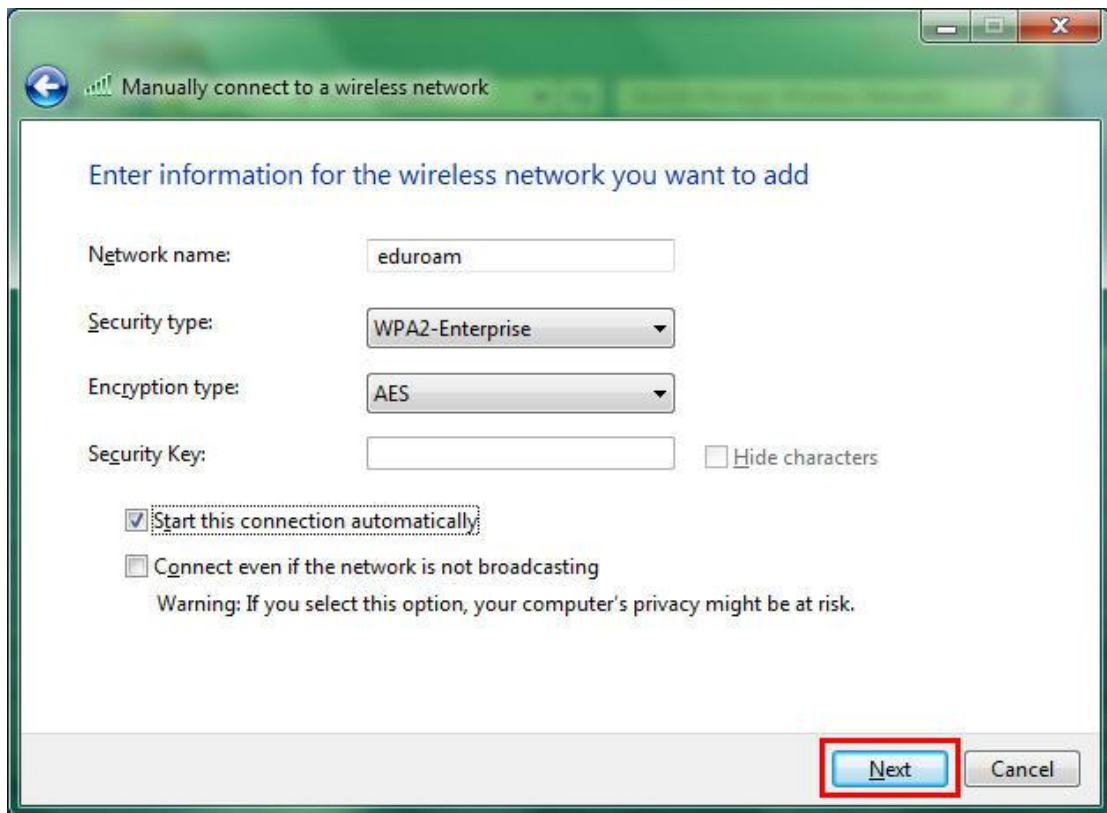 Manually connect to a wireless network
Enter information for the wireless network you want to add
Network name: eduroam
Security type: WPA2-Enterprise
Encryption type: AES
Security Key: Hide characters
Start this connection automatically
Connect even if the network is not broadcasting
Warning: If you select this option, your computer's privacy might be at risk.
Next Cancel